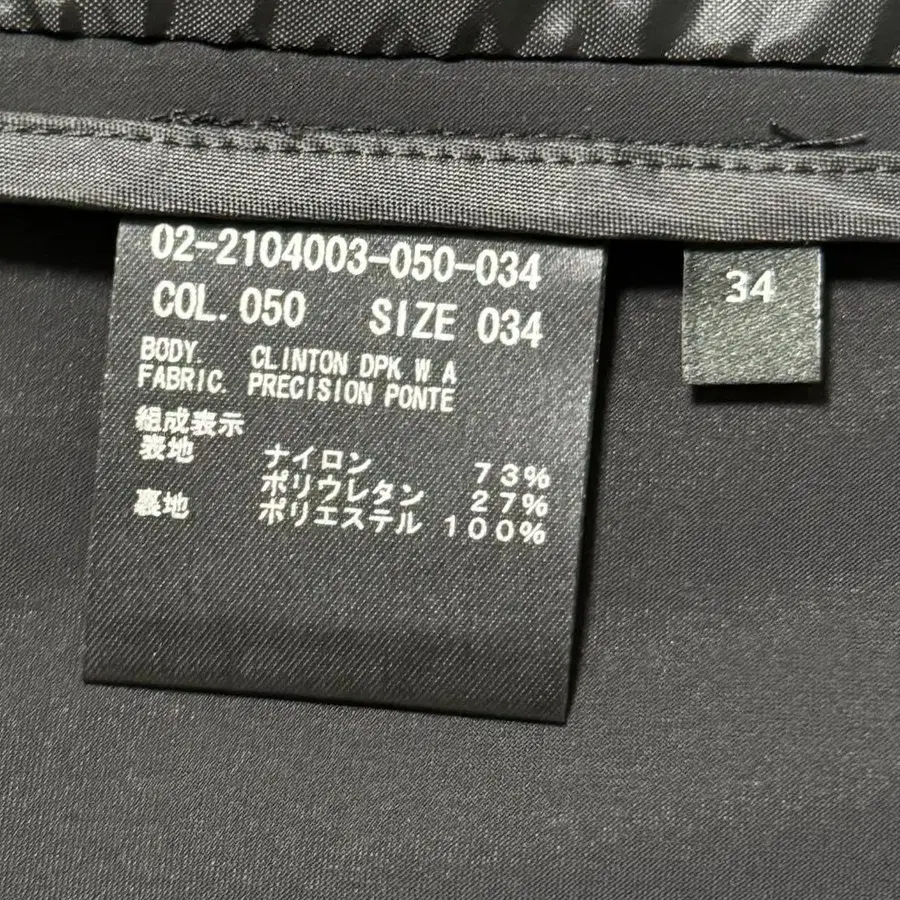 02-2104003-050-034
COL. 050 SIZE 034
BODY. CLINTON DPK W A
FABRIC. PRECISION PONTE
組成表示
表地 ナイロン 73%
ポリウレタン 27%
裏地 ポリエステル 100%
34